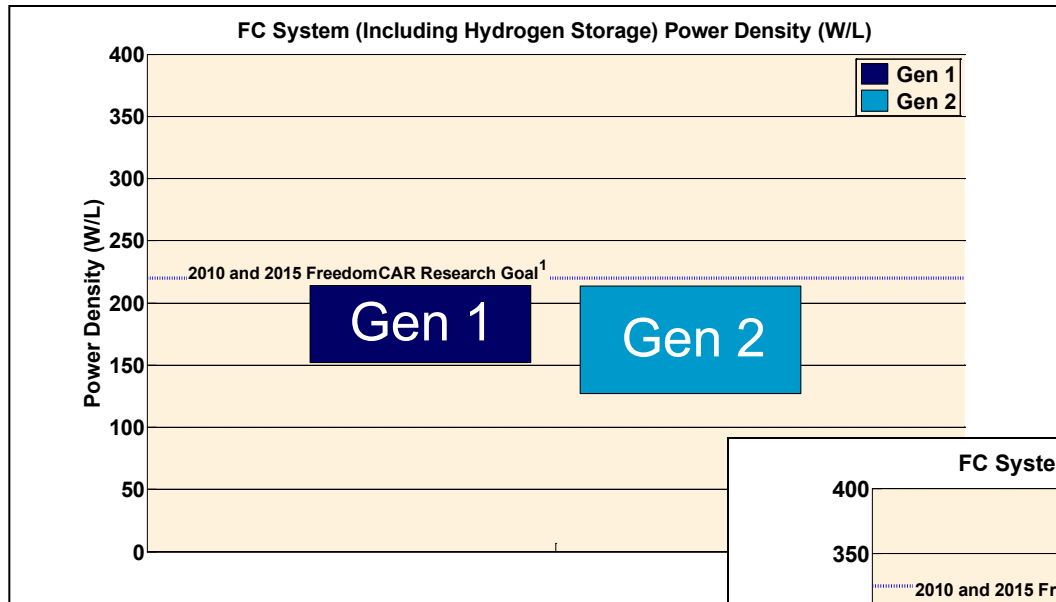 FC System (Including Hydrogen Storage) Power Density (W/L)
Gen 1
Gen 2
Power Density (W/L)
400
350
300
250
200
150
100
50
0
2010 and 2015 FreedomCAR Research Goal1
Gen 1
Gen 2
FC Syste
400
350
2010 and 2015 Fr